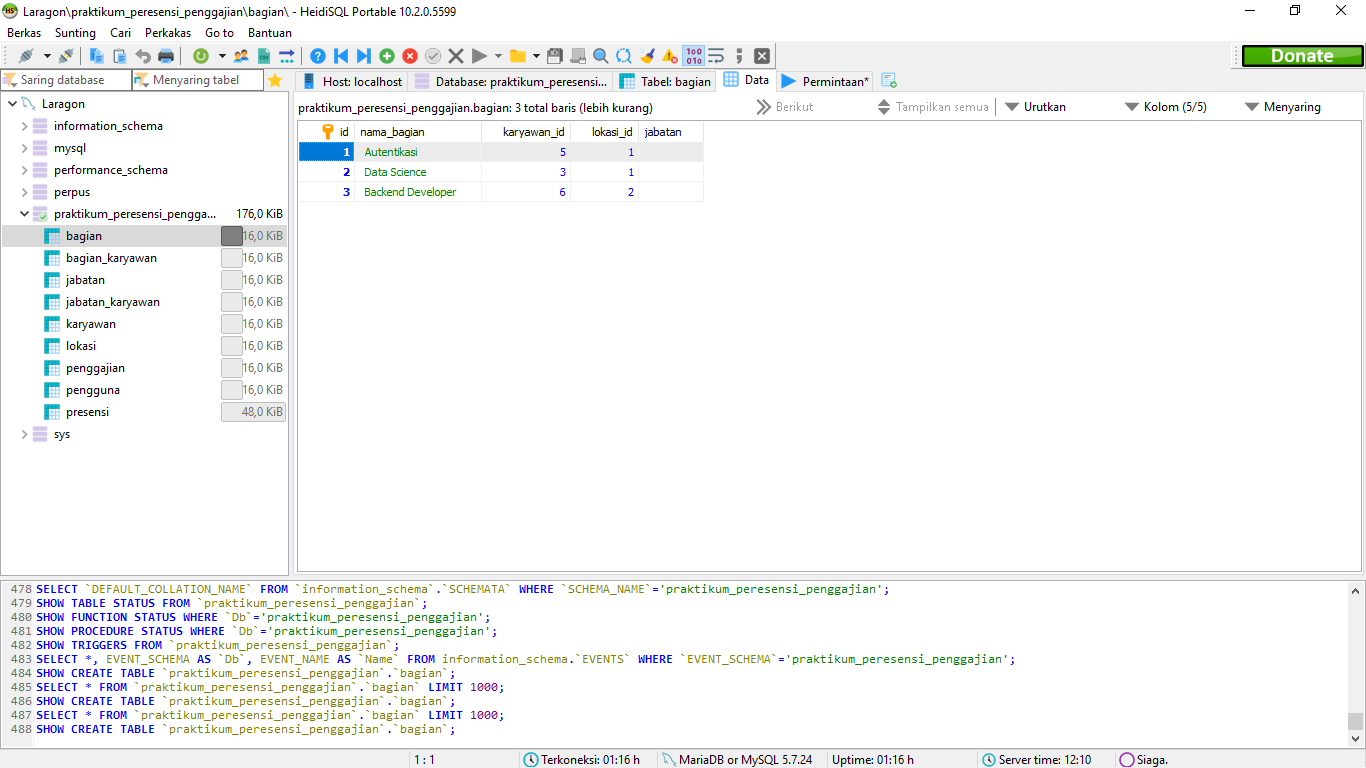 Laragon\praktikum_peresensi_penggajian\bagian\ - HeidiSQL Portable 10.2.0.5599
Berkas Sunting Cari Perkakas Go to Bantuan
Donate
Saring database Menyaring tabel
Host: localhost Database: praktikum_peresensi... Tabel: bagian Data Permintaan*
praktikum_peresensi_penggajian.bagian: 3 total baris (lebih kurang) Berikut Tampilkan semua Urutkan Kolom (5/5) Menyaring
Laragon
information_schema
mysql
performance_schema
perpus
praktikum_peresensi_pengga... 176,0 KiB
bagian 16,0 KiB
bagian_karyawan 16,0 KiB
jabatan 16,0 KiB
jabatan_karyawan 16,0 KiB
karyawan 16,0 KiB
lokasi 16,0 KiB
penggajian 16,0 KiB
pengguna 16,0 KiB
presensi 48,0 KiB
sys
id nama_bagian karyawan_id lokasi_id jabatan
1 Autentikasi 5 1
2 Data Science 3 1
3 Backend Developer 6 2
478 SELECT `DEFAULT_COLLATION_NAME` FROM `information_schema`.`SCHEMATA` WHERE `SCHEMA_NAME`='praktikum_peresensi_penggajian';
479 SHOW TABLE STATUS FROM `praktikum_peresensi_penggajian`;
480 SHOW FUNCTION STATUS WHERE `Db`='praktikum_peresensi_penggajian';
481 SHOW PROCEDURE STATUS WHERE `Db`='praktikum_peresensi_penggajian';
482 SHOW TRIGGERS FROM `praktikum_peresensi_penggajian`;
483 SELECT *, EVENT_SCHEMA AS `Db`, EVENT_NAME AS `Name` FROM information_schema.`EVENTS` WHERE `EVENT_SCHEMA`='praktikum_peresensi_penggajian';
484 SHOW CREATE TABLE `praktikum_peresensi_penggajian`.`bagian`;
485 SELECT * FROM `praktikum_peresensi_penggajian`.`bagian` LIMIT 1000;
486 SHOW CREATE TABLE `praktikum_peresensi_penggajian`.`bagian`;
487 SELECT * FROM `praktikum_peresensi_penggajian`.`bagian` LIMIT 1000;
488 SHOW CREATE TABLE `praktikum_peresensi_penggajian`.`bagian`;
1 : 1 Terkoneksi: 01:16 h MariaDB or MySQL 5.7.24 Uptime: 01:16 h Server time: 12:10 Siaga.